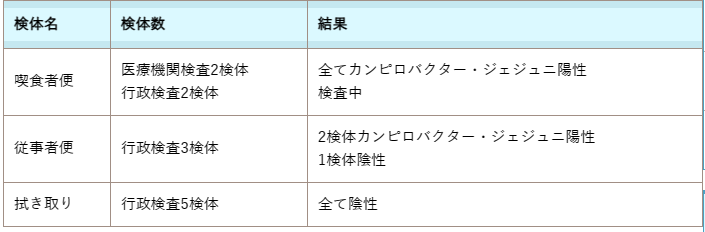 検体名 検体数 結果
喫食者便 医療機関検査2検体 全てカンピロバクター・ジェジュニ陽性
行政検査2検体 検査中
従事者便 行政検査3検体 2検体カンピロバクター・ジェジュニ陽性
1検体陰性
拭き取り 行政検査5検体 全て陰性